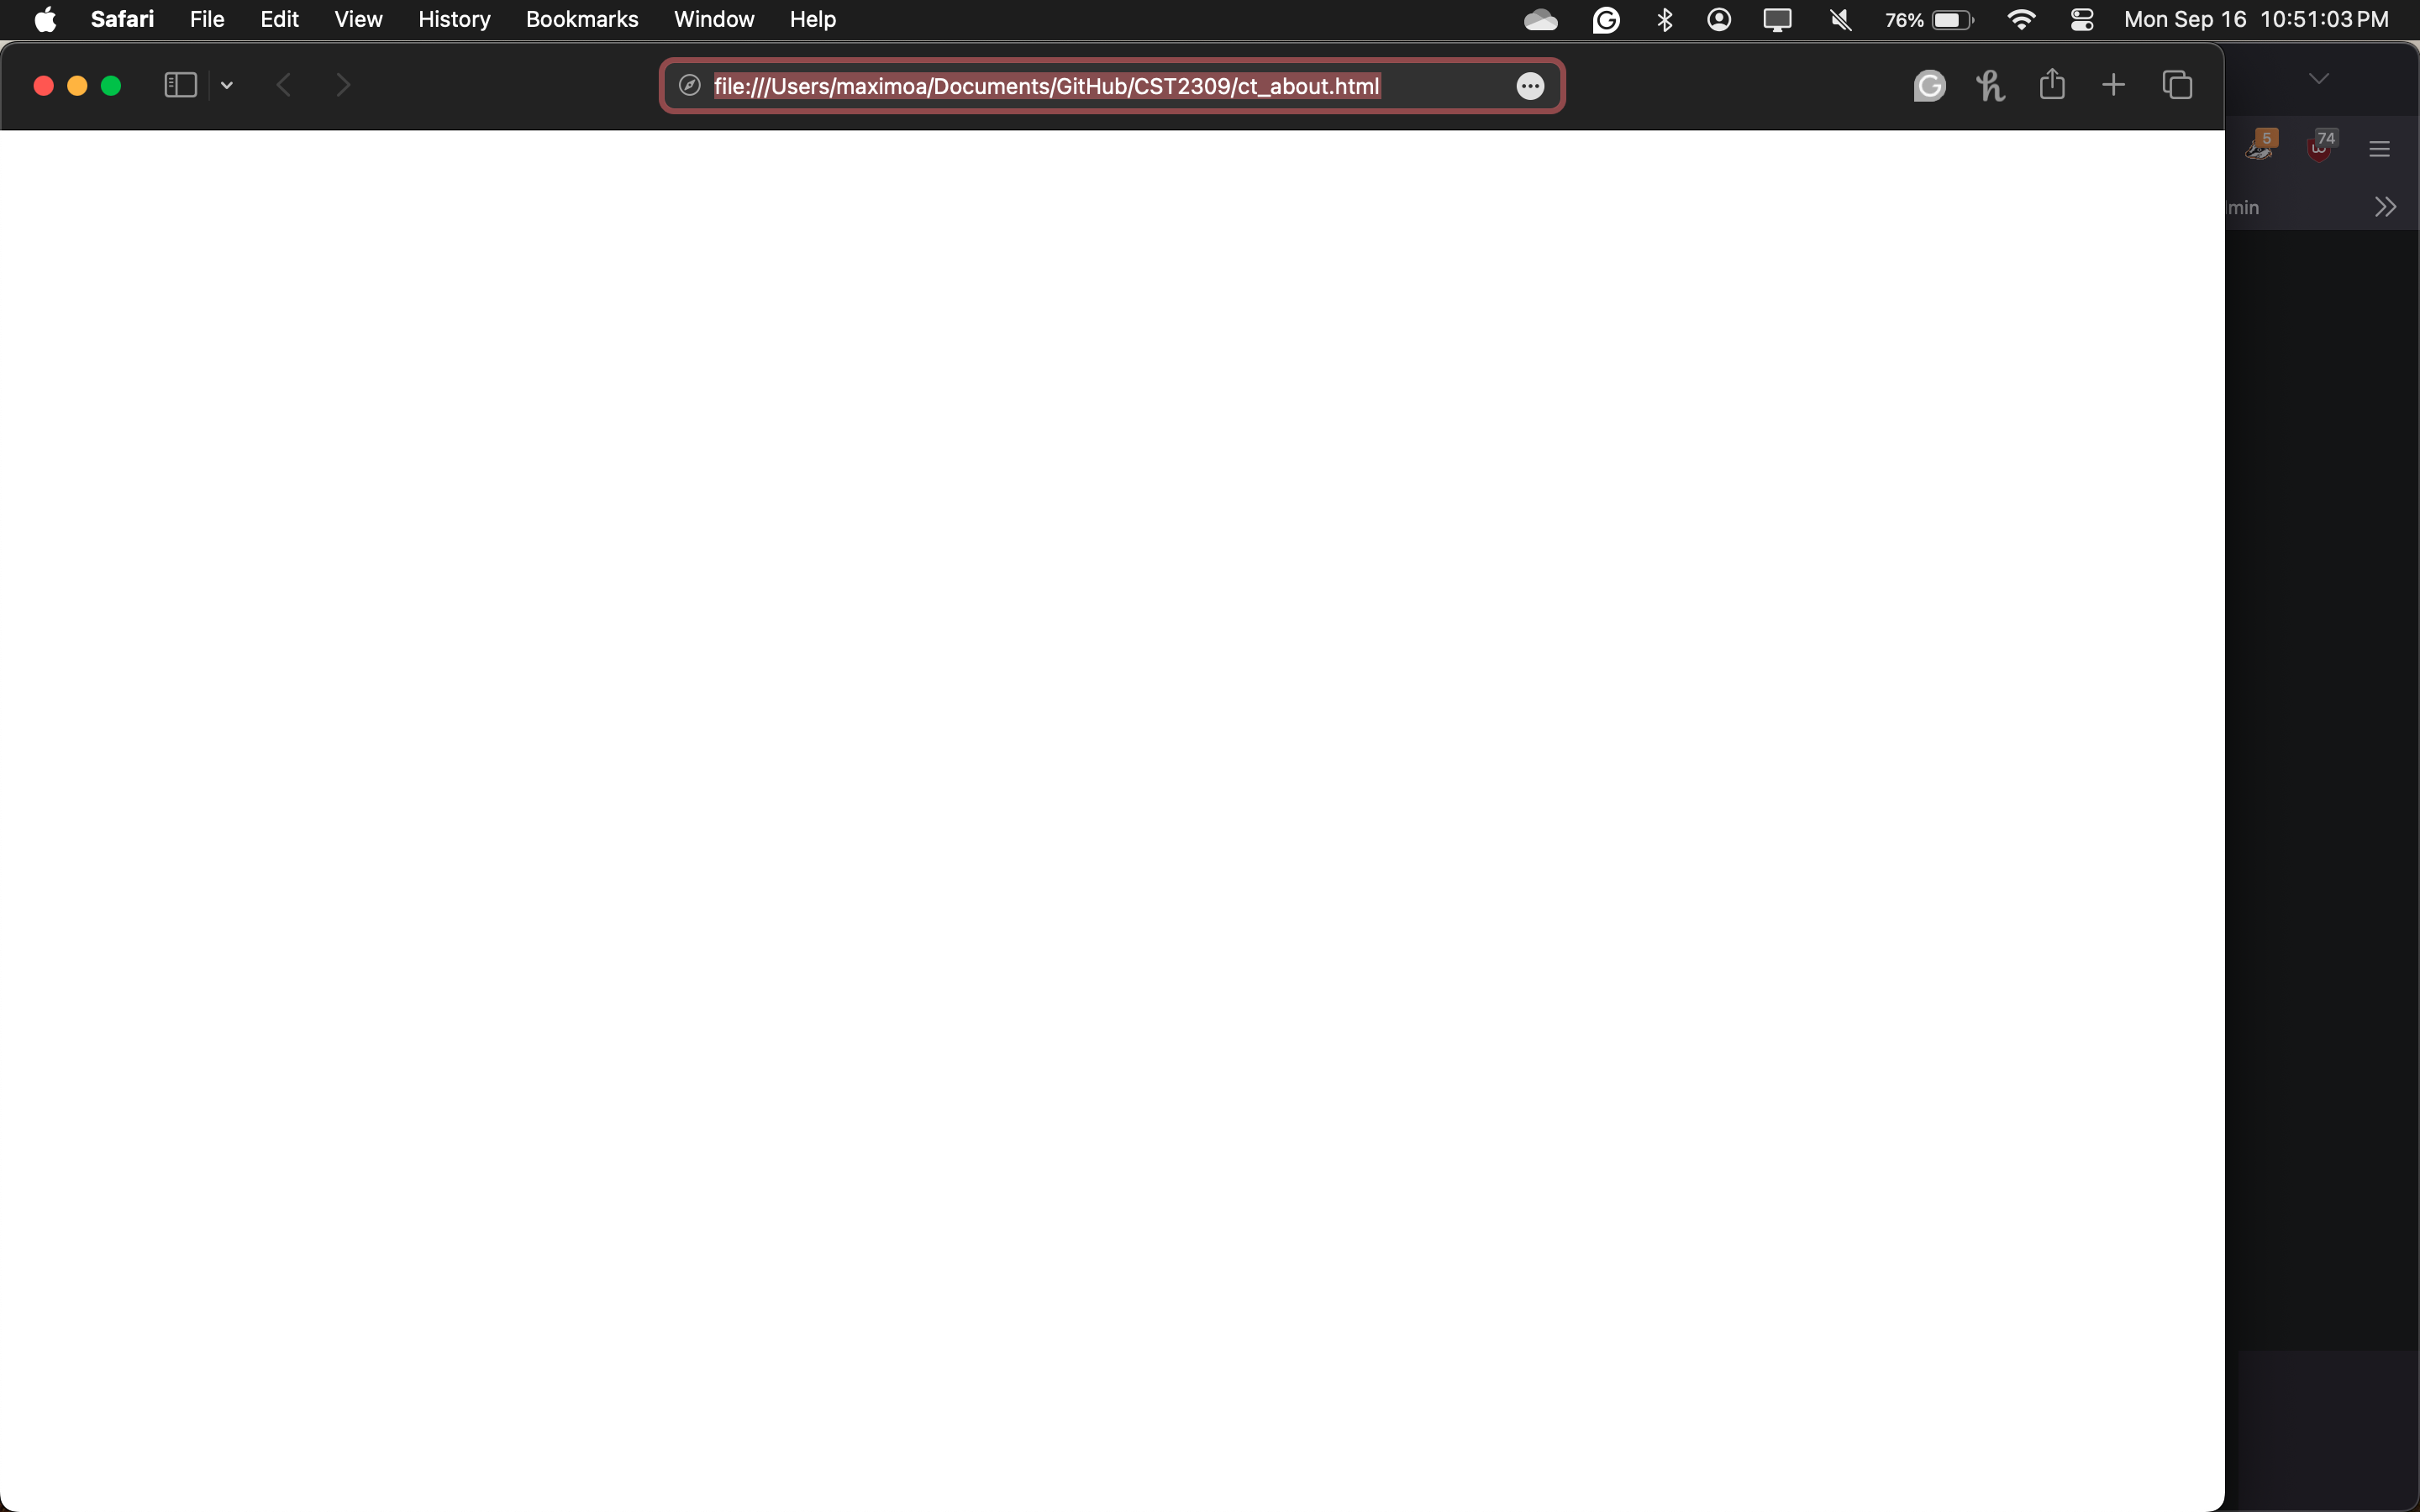 Safari File Edit View History Bookmarks Window Help 76% Mon Sep 16 10:51:03 PM
file:///Users/maximoa/Documents/GitHub/CST2309/ct_about.html
5 74
min